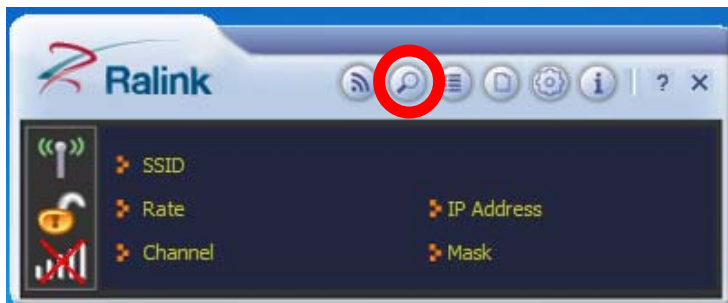 Ralink
? ×
SSID
Rate
IP Address
Channel
Mask